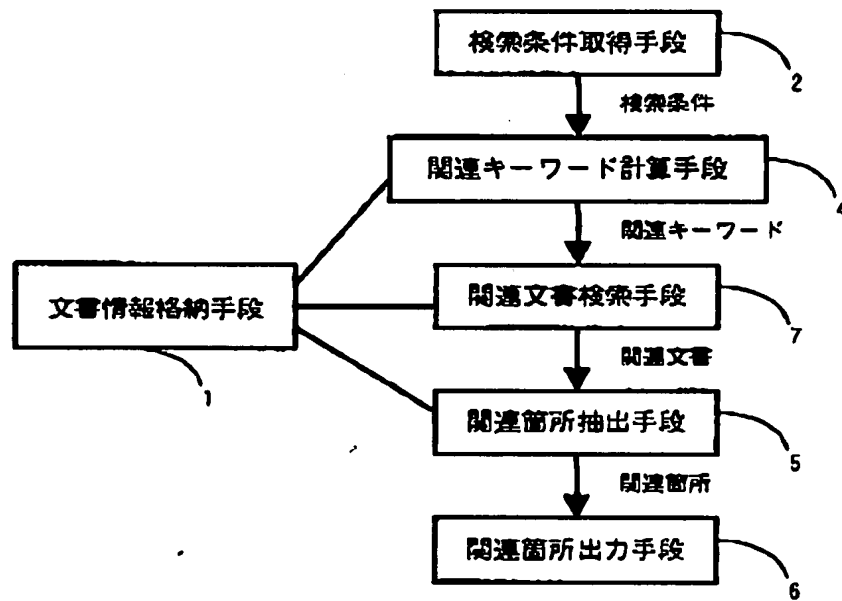 検索条件取得手段
2
検索条件
関連キーワード計算手段
4
関連キーワード
文書情報格納手段
1
関連文書検索手段
7
関連文書
関連箇所抽出手段
5
関連箇所
関連箇所出力手段
6